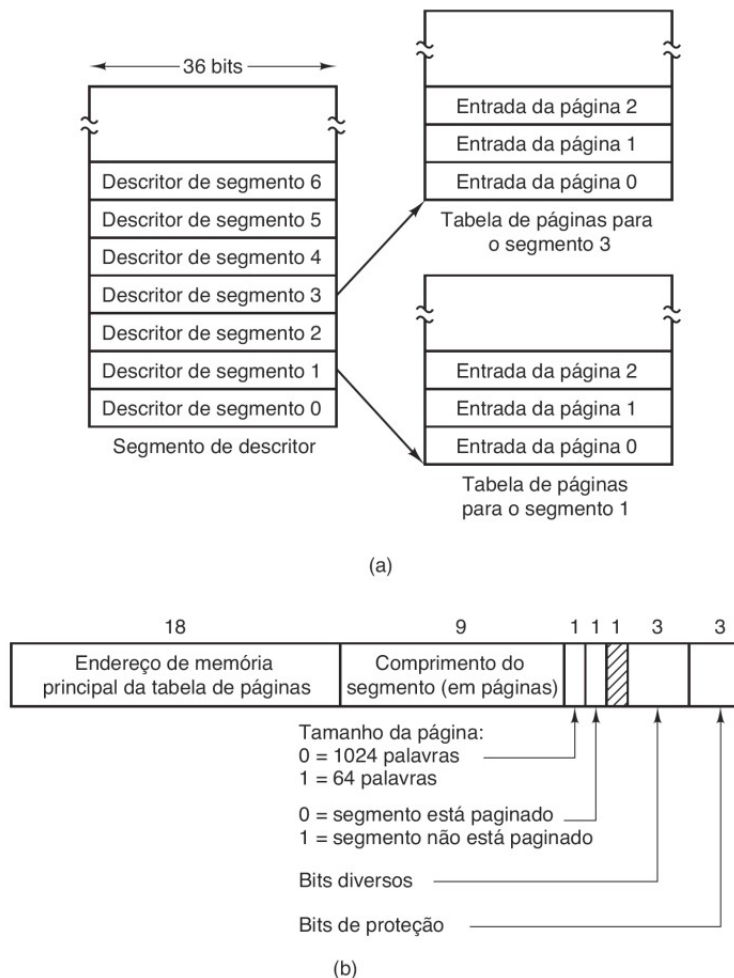 36 bits
Descritor de segmento 6
Descritor de segmento 5
Descritor de segmento 4
Descritor de segmento 3
Descritor de segmento 2
Descritor de segmento 1
Descritor de segmento 0
Segmento de descritor
Entrada da página 2
Entrada da página 1
Entrada da página 0
Tabela de páginas para
o segmento 3
Entrada da página 2
Entrada da página 1
Entrada da página 0
Tabela de páginas
para o segmento 1
(a)
18 9 1 1 1 3 3
Endereço de memória
principal da tabela de páginas
Comprimento do
segmento (em páginas)
Tamanho da página:
0 = 1024 palavras
1 = 64 palavras
0 = segmento está paginado
1 = segmento não está paginado
Bits diversos
Bits de proteção
(b)